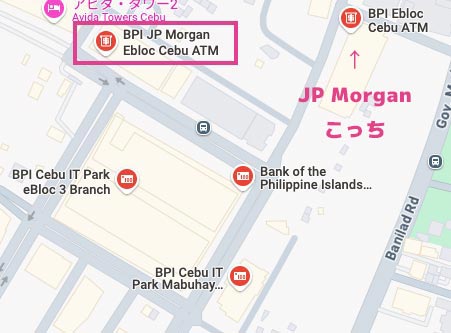 アビタ・タワー2
Avida Towers Cebu
BPI JP Morgan
Ebloc Cebu ATM
BPI Ebloc
Cebu ATM
↑
JP Morgan
こっち
BPI Cebu IT Park
eBloc 3 Branch
Bank of the
Philippine Islands...
BPI Cebu IT
Park Mabuhay...
Banilad Rd